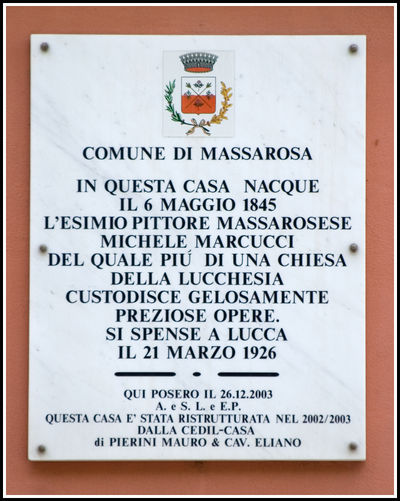 COMUNE DI MASSAROSA
IN QUESTA CASA NACQUE
IL 6 MAGGIO 1845
L'ESIMIO PITTORE MASSAROSESE
MICHELE MARCUCCI
DEL QUALE PIÚ DI UNA CHIESA
DELLA LUCCHESIA
CUSTODISCE GELOSAMENTE
PREZIOSE OPERE.
SI SPENSE A LUCCA
IL 21 MARZO 1926
QUI POSERO IL 26.12.2003
A. e S. L. e E.P.
QUESTA CASA E' STATA RISTRUTTURATA NEL 2002/2003
DALLA CEDIL-CASA
di PIERINI MAURO & CAV. ELIANO